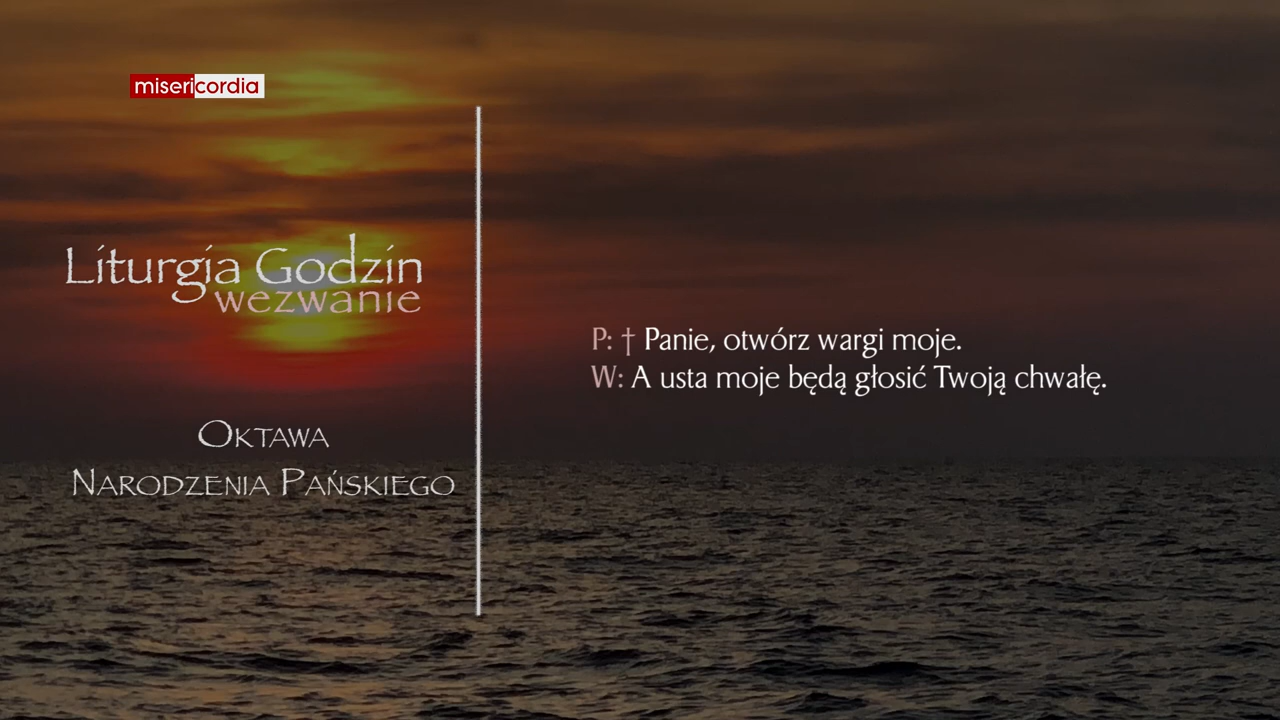 misericordia
Liturgia Godzin
wezwanie
Oktawa
Narodzenia Pańskiego
P: † Panie, otwórz wargi moje.
W: A usta moje będą głosić Twoją chwałę.